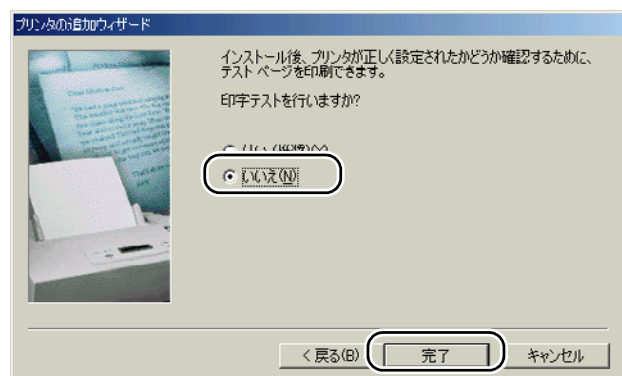 プリンタの追加ウィザード
インストール後、プリンタが正しく設定されたかどうか確認するために、
テスト ページを印刷できます。
印字テストを行いますか?
いいえ(N)
< 戻る(B)
完了
キャンセル